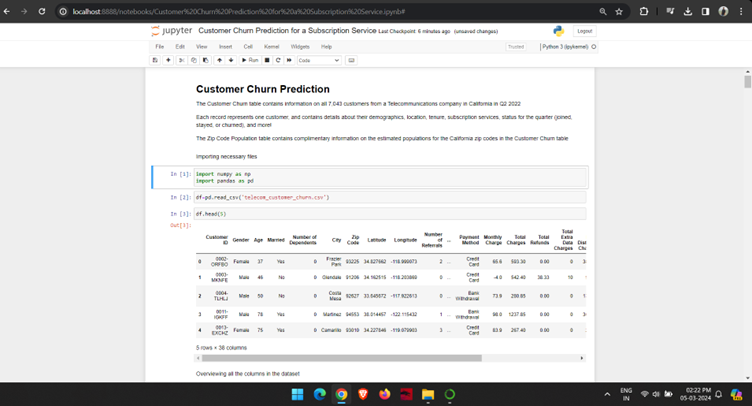 localhost:8888/notebooks/Customer%20Churn%20Prediction%20for%20a%20Subscription%20Service.ipynb#
jupyter Customer Churn Prediction for a Subscription Service Last Checkpoint: 6 minutes ago (unsaved changes)
Logout
File Edit View Insert Cell Kernel Widgets Help
Trusted
Python 3 (ipykernel)
Run
Code
Customer Churn Prediction
The Customer Churn table contains information on all 7,043 customers from a Telecommunications company in California in Q2 2022
Each record represents one customer, and contains details about their demographics, location, tenure, subscription services, status for the quarter (joined, stayed, or churned), and more!
The Zip Code Population table contains complimentary information on the estimated populations for the California zip codes in the Customer Churn table
Importing necessary files
In [1]: import numpy as np
import pandas as pd
In [2]: df=pd.read_csv('telecom_customer_churn.csv')
In [3]: df.head(5)
Out[3]:
Customer ID Gender Age Married Number of Dependents City Zip Code Latitude Longitude Number of Referrals ... Payment Method Monthly Charge Total Charges Total Refunds Total Extra Data Charges
0 0002-ORFBO Female 37 Yes 0 Frazier Park 93225 34.827662 -118.999073 2 ... Credit Card 65.6 593.30 0.00 0
1 0003-MKNFE Male 46 No 0 Glendale 91206 34.162515 -118.203869 0 ... Credit Card -4.0 542.40 38.33 10
2 0004-TLHLJ Male 50 No 0 Costa Mesa 92627 33.645672 -117.922613 0 ... Bank Withdrawal 73.9 280.85 0.00 0
3 0011-IGKFF Male 78 Yes 0 Martinez 94553 38.014457 -122.115432 1 ... Bank Withdrawal 98.0 1237.85 0.00 0
4 0013-EXCHZ Female 75 Yes 0 Camarillo 93010 34.227846 -119.079903 3 ... Credit Card 83.9 267.40 0.00 0
5 rows × 38 columns
Overviewing all the columns in the dataset
ENG
IN
02:22 PM
05-03-2024